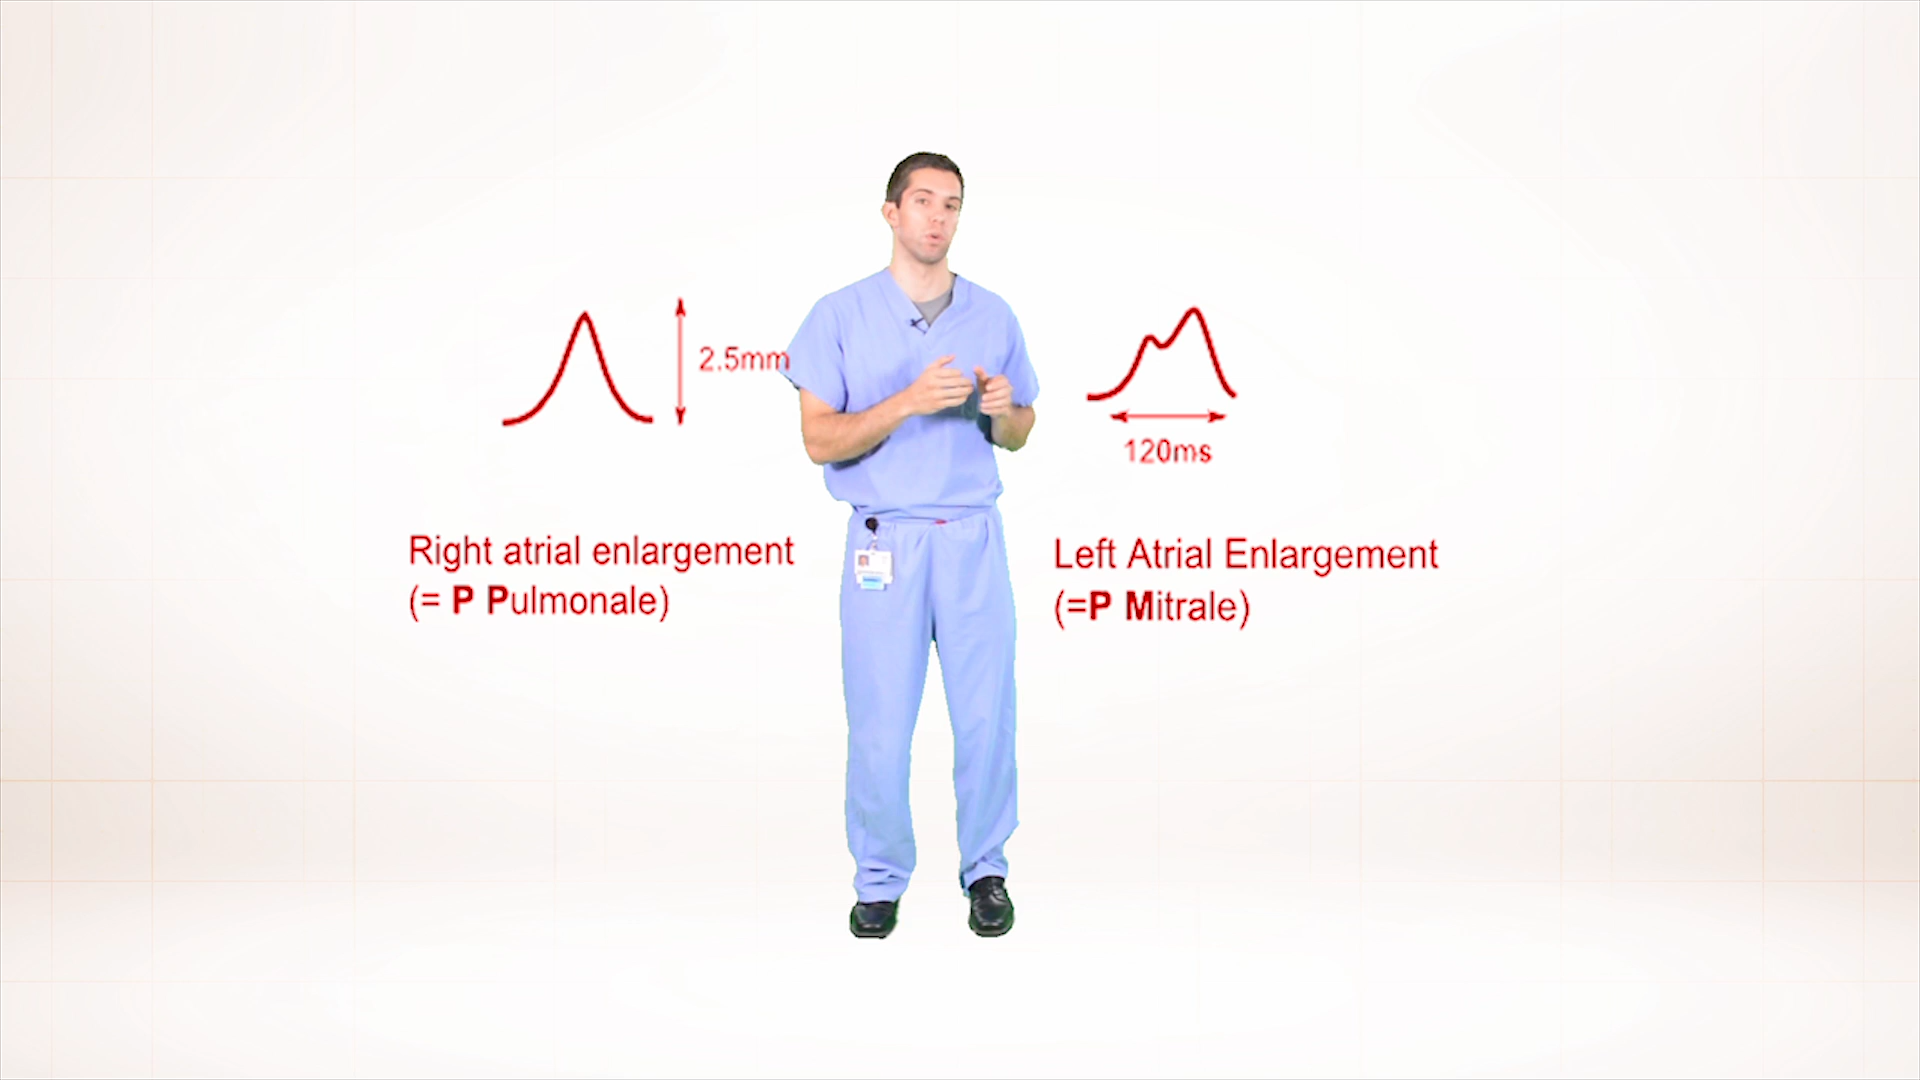 2.5mm
120ms
Right atrial enlargement
(= P Pulmonale)
Left Atrial Enlargement
(=P Mitrale)